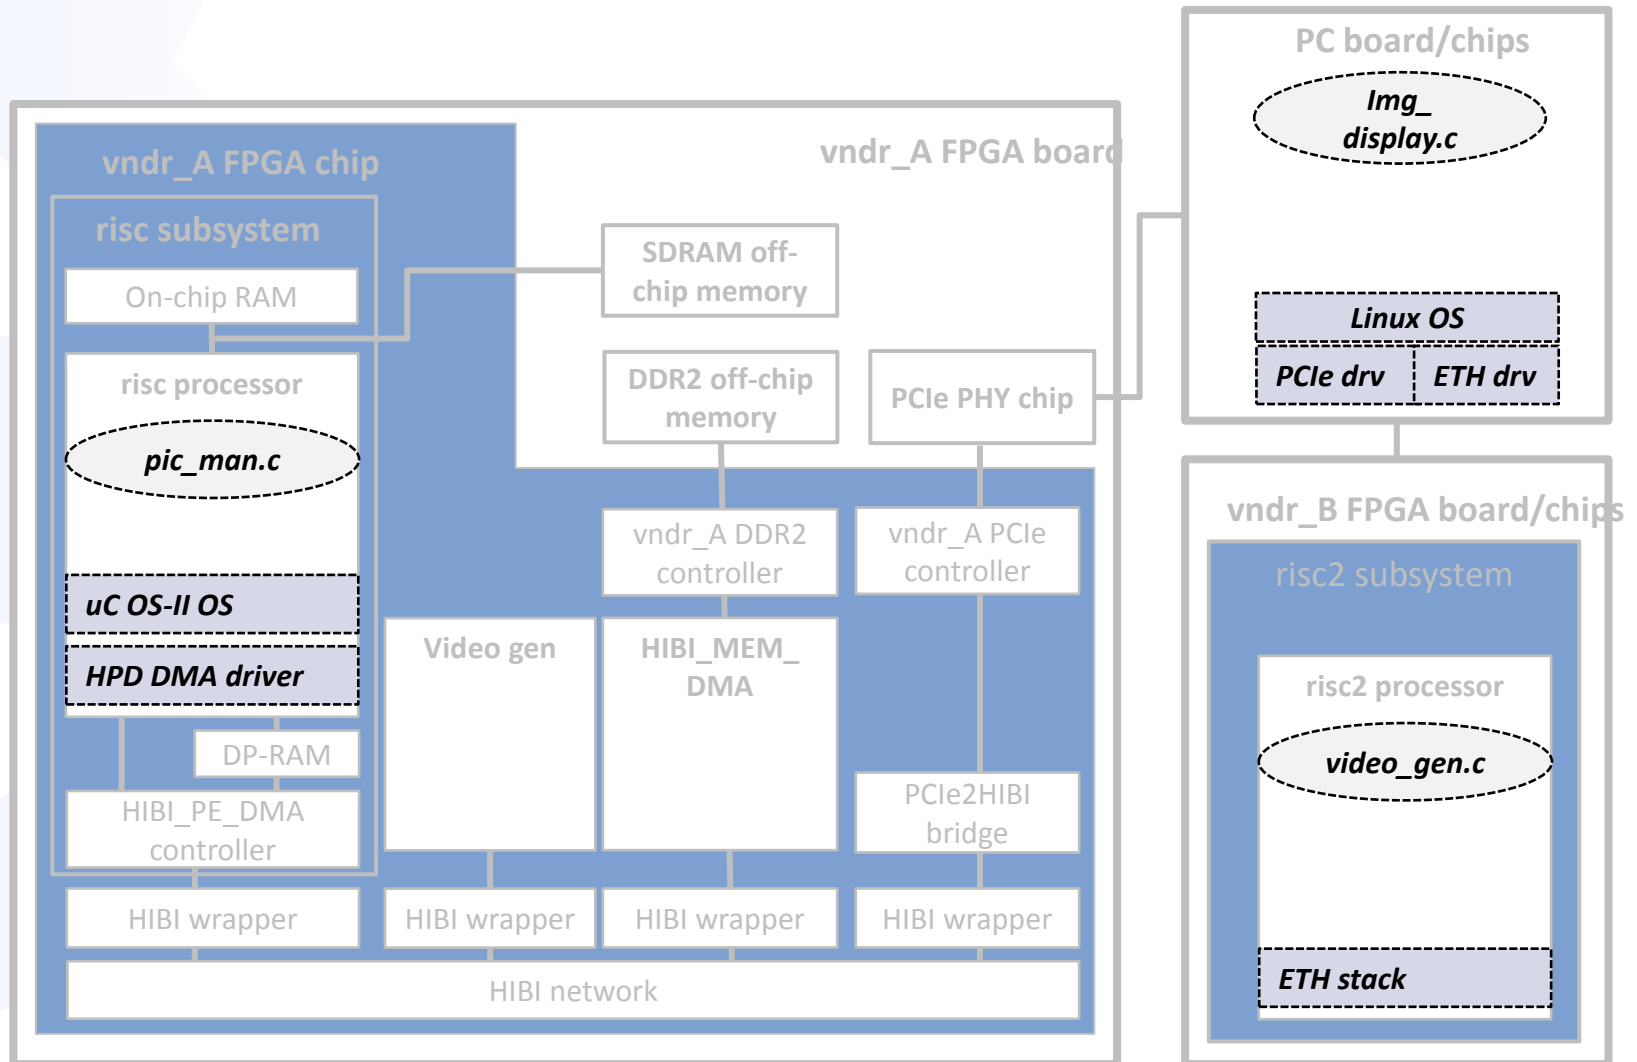 PC board/chips
Img_
display.c
Linux OS
PCIe drv
ETH drv
vndr_A FPGA board
vndr_A FPGA chip
risc subsystem
On-chip RAM
SDRAM off-
chip memory
risc processor
DDR2 off-chip
memory
PCIe PHY chip
pic_man.c
vndr_A DDR2
controller
vndr_A PCIe
controller
uC OS-II OS
HPD DMA driver
Video gen
HIBI_MEM_
DMA
DP-RAM
HIBI_PE_DMA
controller
PCIe2HIBI
bridge
HIBI wrapper
HIBI wrapper
HIBI wrapper
HIBI wrapper
HIBI network
vndr_B FPGA board/chips
risc2 subsystem
risc2 processor
video_gen.c
ETH stack